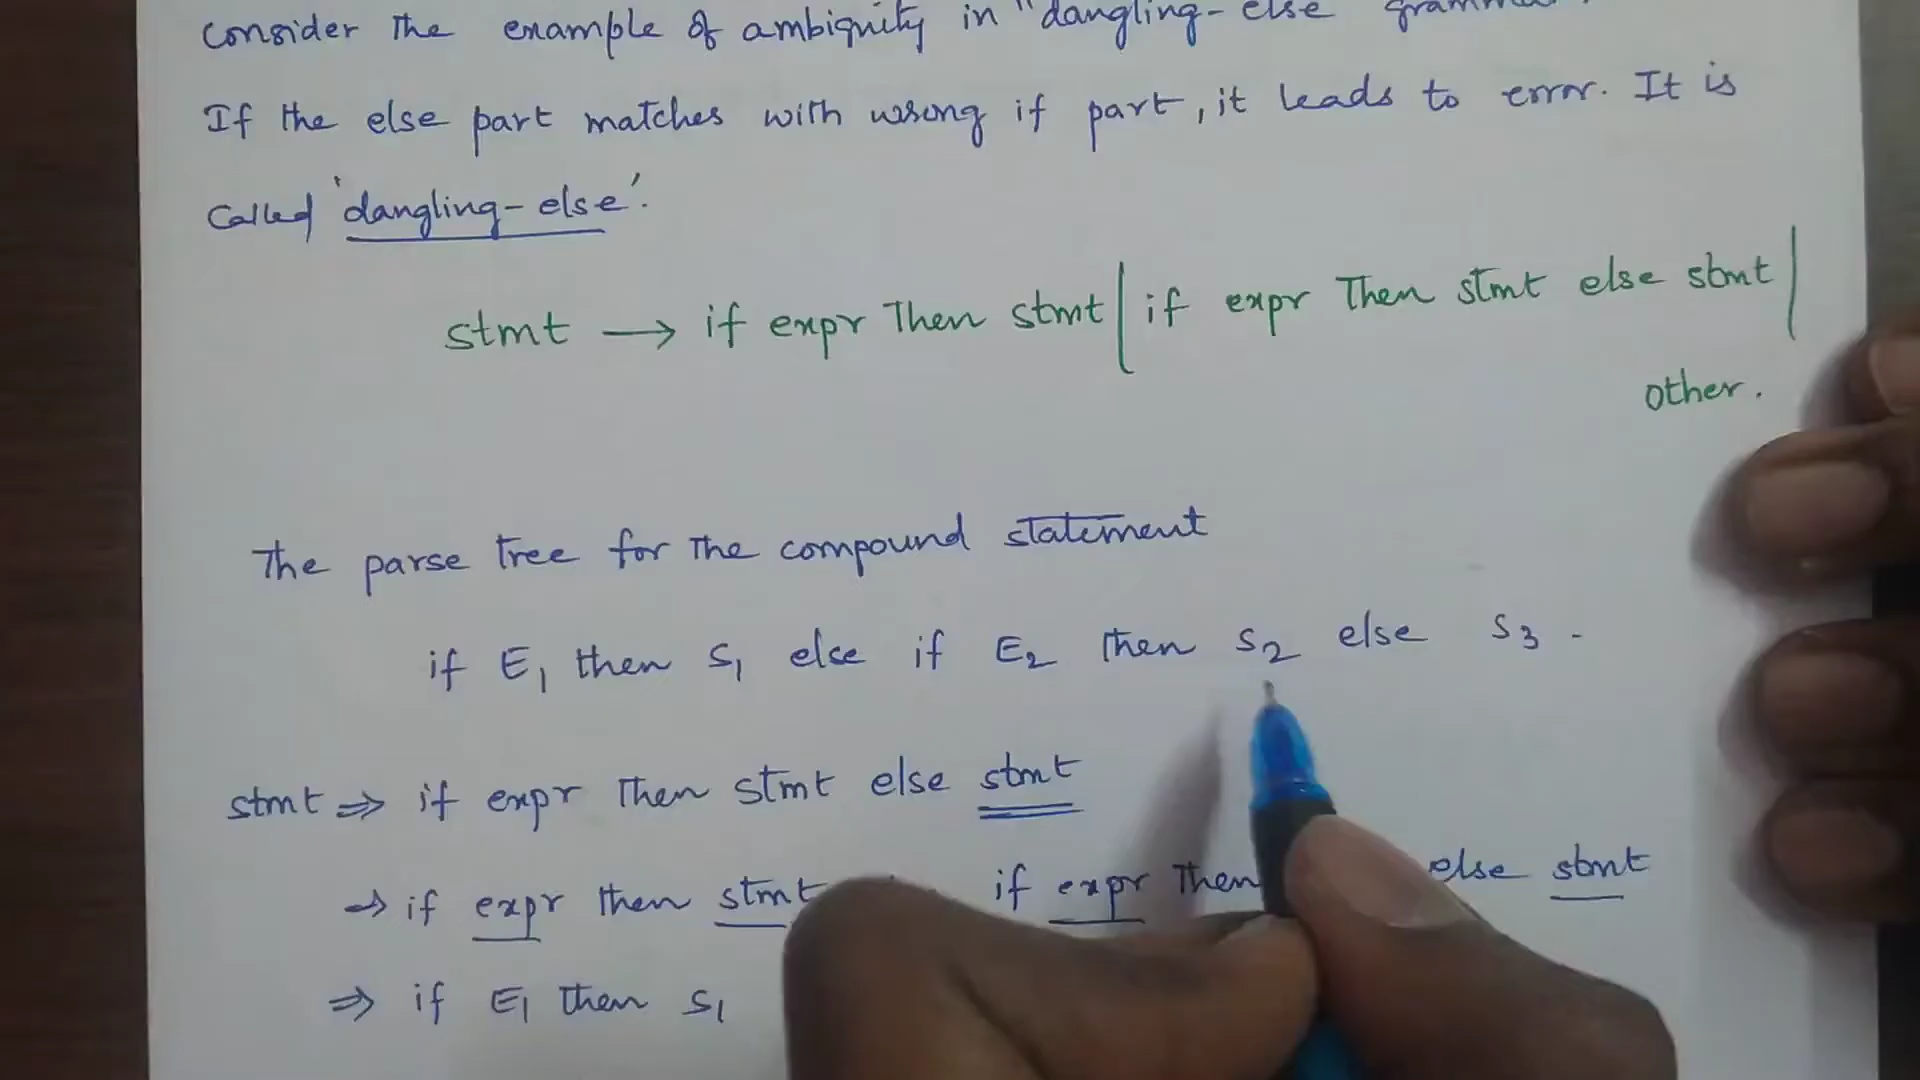 consider the example of ambiguity in "dangling-else
If the else part matches with wrong if part, it leads to error. It is
called 'dangling-else'.
stmt → if expr Then stmt | if expr Then stmt else stmt |
other.
The parse tree for The compound statement
if E1 then S1 else if E2 then S2 else S3.
stmt ⇒ if expr Then stmt else stmt
⇒ if expr then stmt if expr Then else stmt
⇒ if E1 then S1